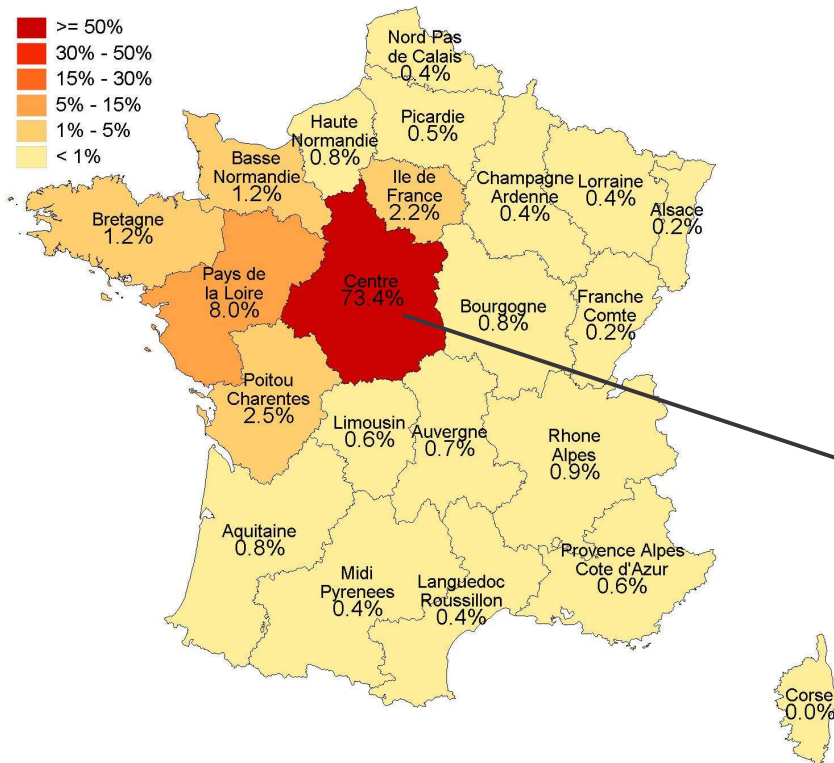 >= 50%
30% - 50%
15% - 30%
5% - 15%
1% - 5%
< 1%
Nord Pas
de Calais
0.4%
Picardie
0.5%
Haute
Normandie
0.8%
Basse
Normandie
1.2%
Ile de
France
2.2%
Champagne
Ardenne
0.4%
Lorraine
0.4%
Alsace
0.2%
Bretagne
1.2%
Pays de
la Loire
8.0%
Centre
73.4%
Bourgogne
0.8%
Franche
Comte
0.2%
Poitou
Charentes
2.5%
Limousin
0.6%
Auvergne
0.7%
Rhone
Alpes
0.9%
Aquitaine
0.8%
Midi
Pyrenees
0.4%
Languedoc
Roussillon
0.4%
Provence Alpes
Cote d'Azur
0.6%
Corse
0.0%